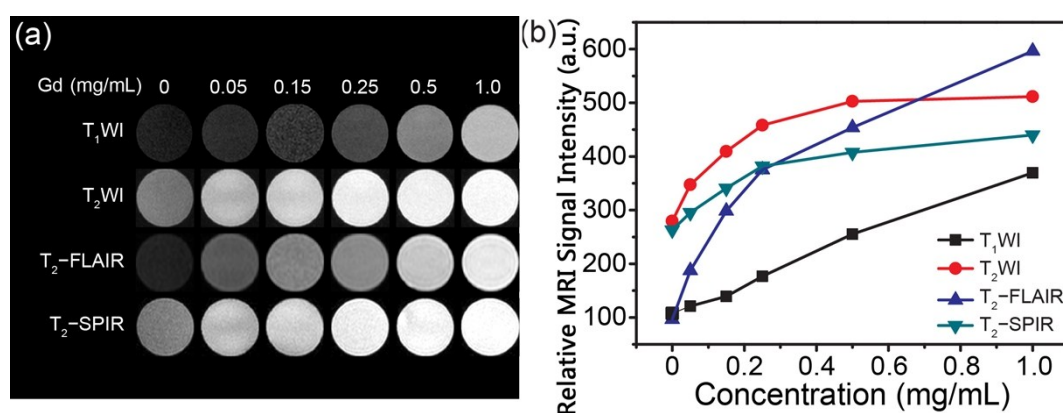 (a)
Gd (mg/mL) 0 0.05 0.15 0.25 0.5 1.0
T₁WI
T₂WI
T₂−FLAIR
T₂−SPIR
(b)
Relative MRI Signal Intensity (a.u.)
600
500
400
300
200
100
T₁WI
T₂WI
T₂−FLAIR
T₂−SPIR
0 0.2 0.4 0.6 0.8 1.0
Concentration (mg/mL)